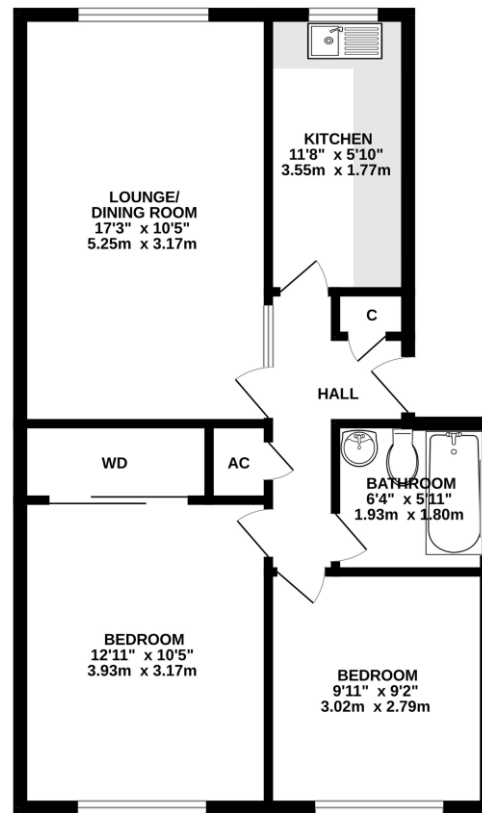 KITCHEN
11'8" x 5'10"
3.55m x 1.77m
LOUNGE/
DINING ROOM
17'3" x 10'5"
5.25m x 3.17m
C
HALL
WD
AC
BATHROOM
6'4" x 5'11"
1.93m x 1.80m
BEDROOM
12'11" x 10'5"
3.93m x 3.17m
BEDROOM
9'11" x 9'2"
3.02m x 2.79m